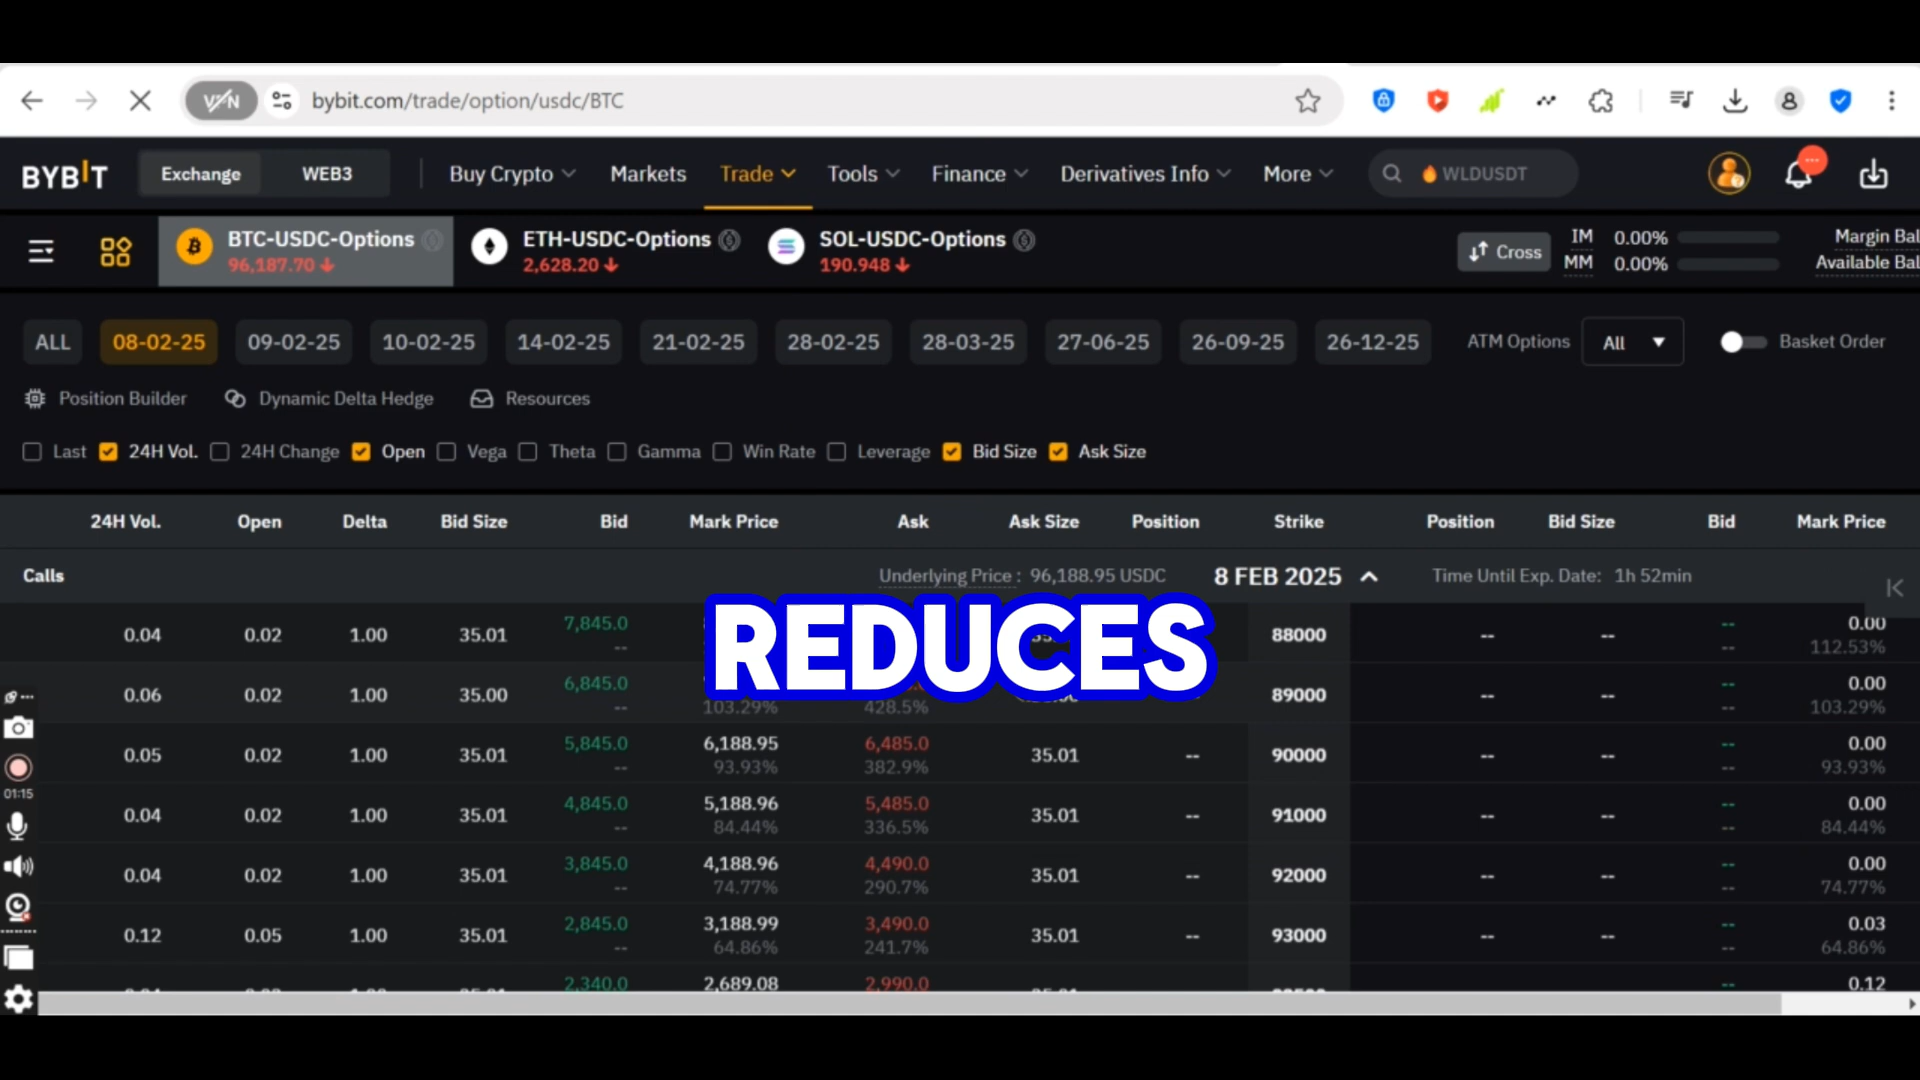 VPN bybit.com/trade/option/usdc/BTC
BYBIT Exchange WEB3 Buy Crypto Markets Trade Tools Finance Derivatives Info More WLDUSDT
BTC-USDC-Options ETH-USDC-Options SOL-USDC-Options Cross IM 0.00% Margin Bal
96,187.70 2,628.20 190.948 MM 0.00% Available Bal
ALL 08-02-25 09-02-25 10-02-25 14-02-25 21-02-25 28-02-25 28-03-25 27-06-25 26-09-25 26-12-25 ATM Options All Basket Order
Position Builder Dynamic Delta Hedge Resources
Last 24H Vol. 24H Change Open Vega Theta Gamma Win Rate Leverage Bid Size Ask Size
24H Vol. Open Delta Bid Size Bid Mark Price Ask Ask Size Position Strike Position Bid Size Bid Mark Price
Calls Underlying Price : 96,188.95 USDC 8 FEB 2025 Time Until Exp. Date: 1h 52min
REDUCES
0.04 0.02 1.00 35.01 7,845.0 -- 88000 -- -- -- -- 0.00 112.53%
0.06 0.02 1.00 35.00 6,845.0 -- 103.29% 428.5% 89000 -- -- -- -- 0.00 103.29%
0.05 0.02 1.00 35.01 5,845.0 -- 6,188.95 93.93% 6,485.0 382.9% 35.01 -- 90000 -- -- -- -- 0.00 93.93%
0.04 0.02 1.00 35.01 4,845.0 -- 5,188.96 84.44% 5,485.0 336.5% 35.01 -- 91000 -- -- -- -- 0.00 84.44%
0.04 0.02 1.00 35.01 3,845.0 -- 4,188.96 74.77% 4,490.0 290.7% 35.01 -- 92000 -- -- -- -- 0.00 74.77%
0.12 0.05 1.00 35.01 2,845.0 -- 3,188.99 64.86% 3,490.0 241.7% 35.01 -- 93000 -- -- -- -- 0.03 64.86%
2,340.0 2,689.08 2,990.0 -- 0.12
01:15